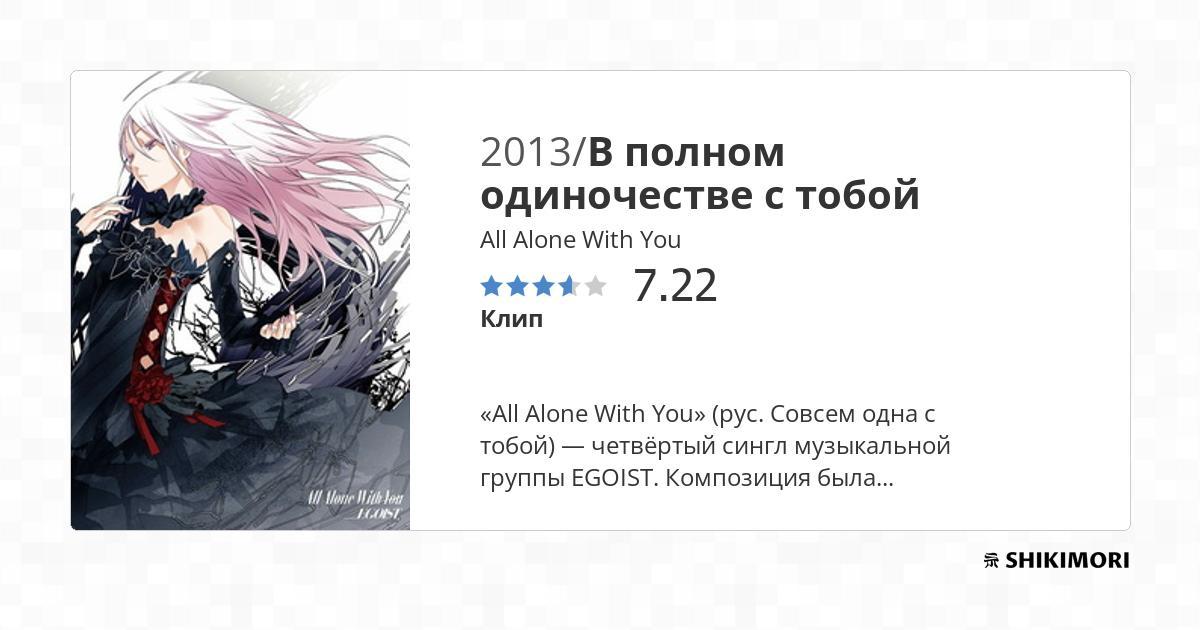 2013/В полном
одиночестве с тобой
All Alone With You
7.22
Клип
«All Alone With You» (рус. Совсем одна с
тобой) — четвёртый сингл музыкальной
группы EGOIST. Композиция была...
All Alone With You
EGOIST
SHIKIMORI